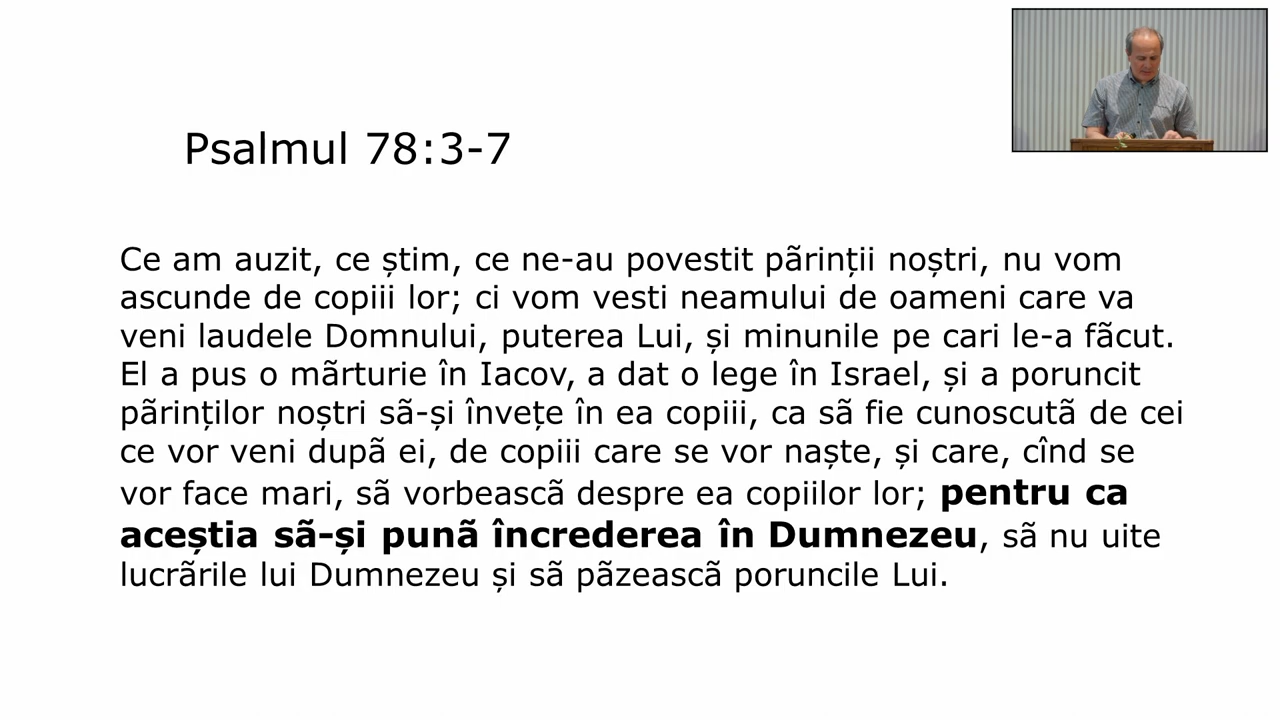 Psalmul 78:3-7
Ce am auzit, ce știm, ce ne-au povestit pãrinții noștri, nu vom
ascunde de copiii lor; ci vom vesti neamului de oameni care va
veni laudele Domnului, puterea Lui, și minunile pe cari le-a fãcut.
El a pus o mãrturie în Iacov, a dat o lege în Israel, și a poruncit
pãrinților noștri sã-și învețe în ea copiii, ca sã fie cunoscutã de cei
ce vor veni dupã ei, de copiii care se vor naște, și care, cînd se
vor face mari, sã vorbeascã despre ea copiilor lor; pentru ca
aceștia sã-și punã încrederea în Dumnezeu, sã nu uite
lucrãrile lui Dumnezeu și sã pãzeascã poruncile Lui.